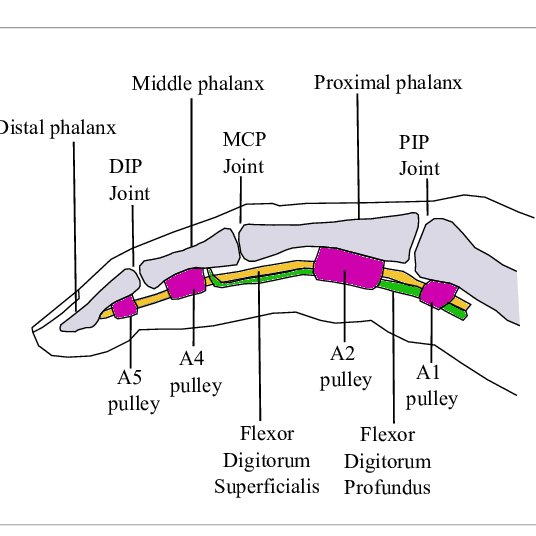 Middle phalanx
Proximal phalanx
Distal phalanx
MCP
Joint
PIP
Joint
DIP
Joint
A5
pulley
A4
pulley
A2
pulley
A1
pulley
Flexor
Digitorum
Superficialis
Flexor
Digitorum
Profundus